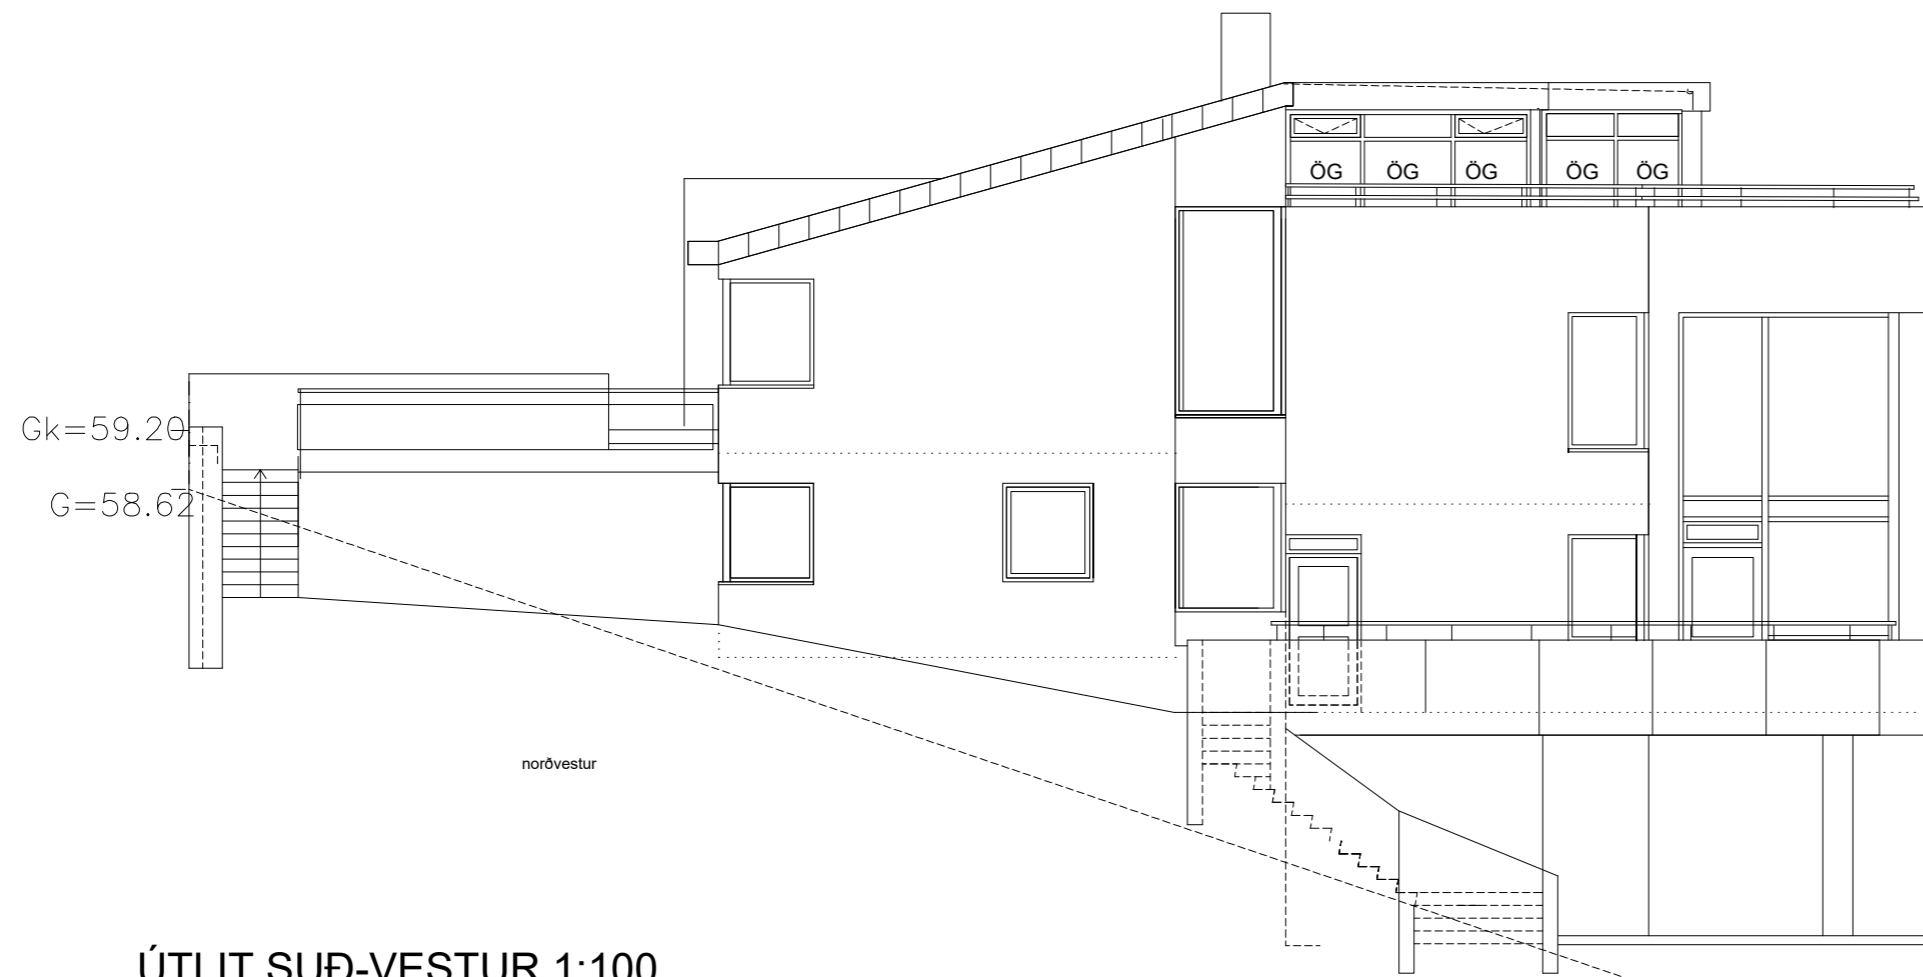 ÖG ÖG ÖG ÖG ÖG
Gk=59.20
G=58.62
norðvestur
ÚTLIT SUÐ-VESTUR 1:100